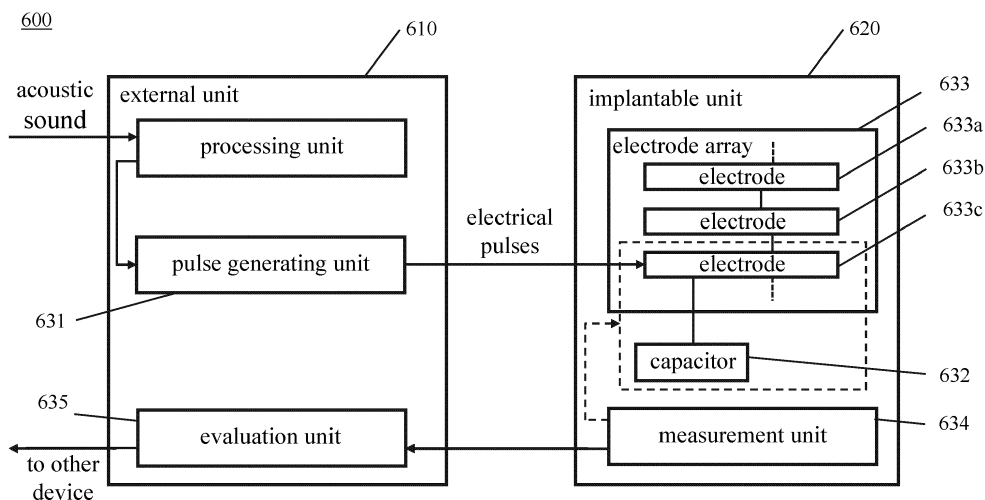 600
610
620
acoustic
sound
external unit
processing unit
implantable unit
633
electrode array
633a
electrode
633b
electrode
633c
electrode
electrical
pulses
pulse generating unit
631
capacitor
632
635
evaluation unit
measurement unit
634
to other
device